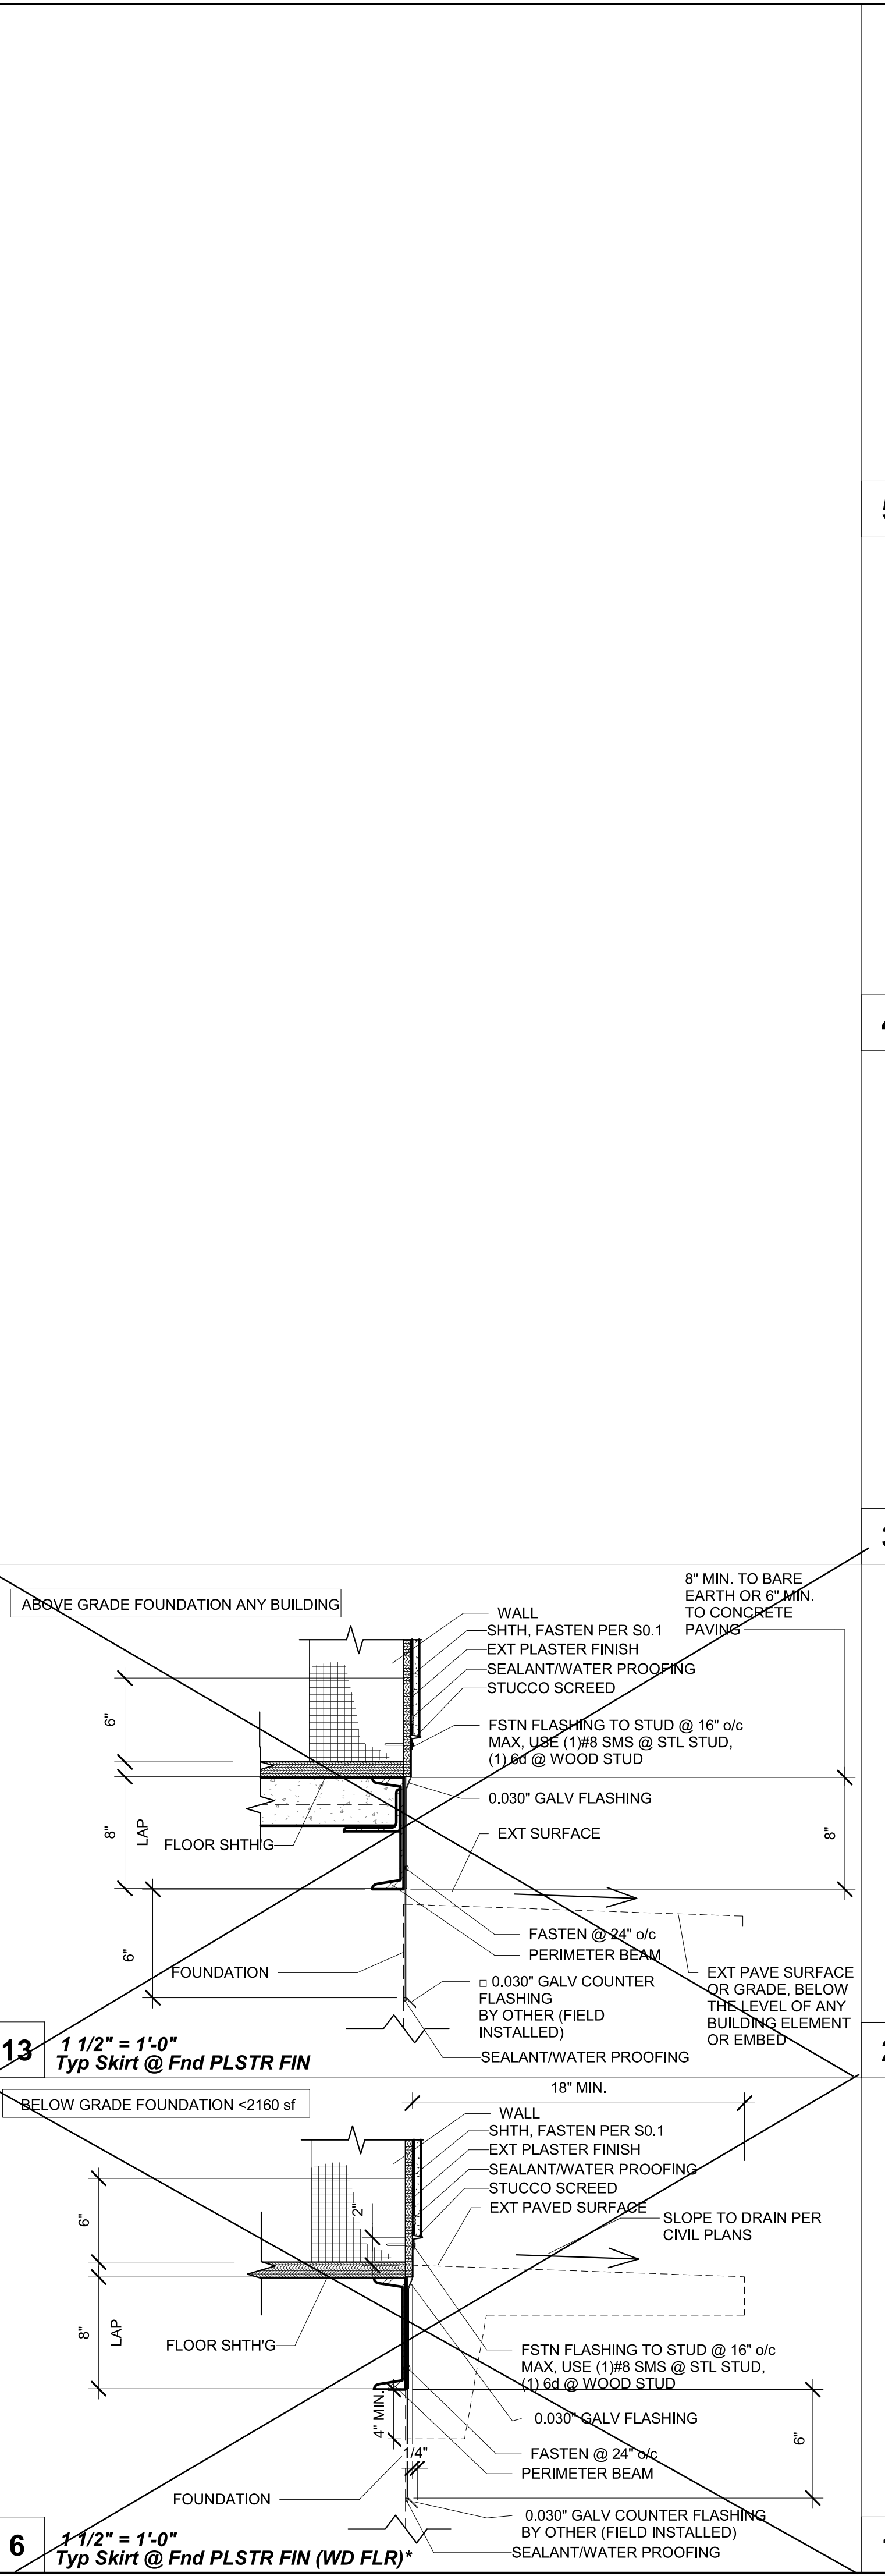 ABOVE GRADE FOUNDATION ANY BUILDING
8" MIN. TO BARE
EARTH OR 6" MIN.
TO CONCRETE
PAVING
WALL
SHTH, FASTEN PER S0.1
EXT PLASTER FINISH
SEALANT/WATER PROOFING
STUCCO SCREED
FSTN FLASHING TO STUD @ 16" o/c
MAX, USE (1)#8 SMS @ STL STUD,
(1) 6d @ WOOD STUD
0.030" GALV FLASHING
EXT SURFACE
6"
8"
LAP
FLOOR SHTH'G
8"
6"
FOUNDATION
FASTEN @ 24" o/c
PERIMETER BEAM
□ 0.030" GALV COUNTER
FLASHING
BY OTHER (FIELD
INSTALLED)
SEALANT/WATER PROOFING
EXT PAVE SURFACE
OR GRADE, BELOW
THE LEVEL OF ANY
BUILDING ELEMENT
OR EMBED
13
1 1/2" = 1'-0"
Typ Skirt @ Fnd PLSTR FIN
BELOW GRADE FOUNDATION <2160 sf
18" MIN.
WALL
SHTH, FASTEN PER S0.1
EXT PLASTER FINISH
SEALANT/WATER PROOFING
STUCCO SCREED
EXT PAVED SURFACE
SLOPE TO DRAIN PER
CIVIL PLANS
6"
2"
8"
LAP
FLOOR SHTH'G
FSTN FLASHING TO STUD @ 16" o/c
MAX, USE (1)#8 SMS @ STL STUD,
(1) 6d @ WOOD STUD
0.030" GALV FLASHING
4" MIN.
1/4"
6"
FASTEN @ 24" o/c
PERIMETER BEAM
FOUNDATION
0.030" GALV COUNTER FLASHING
BY OTHER (FIELD INSTALLED)
SEALANT/WATER PROOFING
6
1 1/2" = 1'-0"
Typ Skirt @ Fnd PLSTR FIN (WD FLR)*